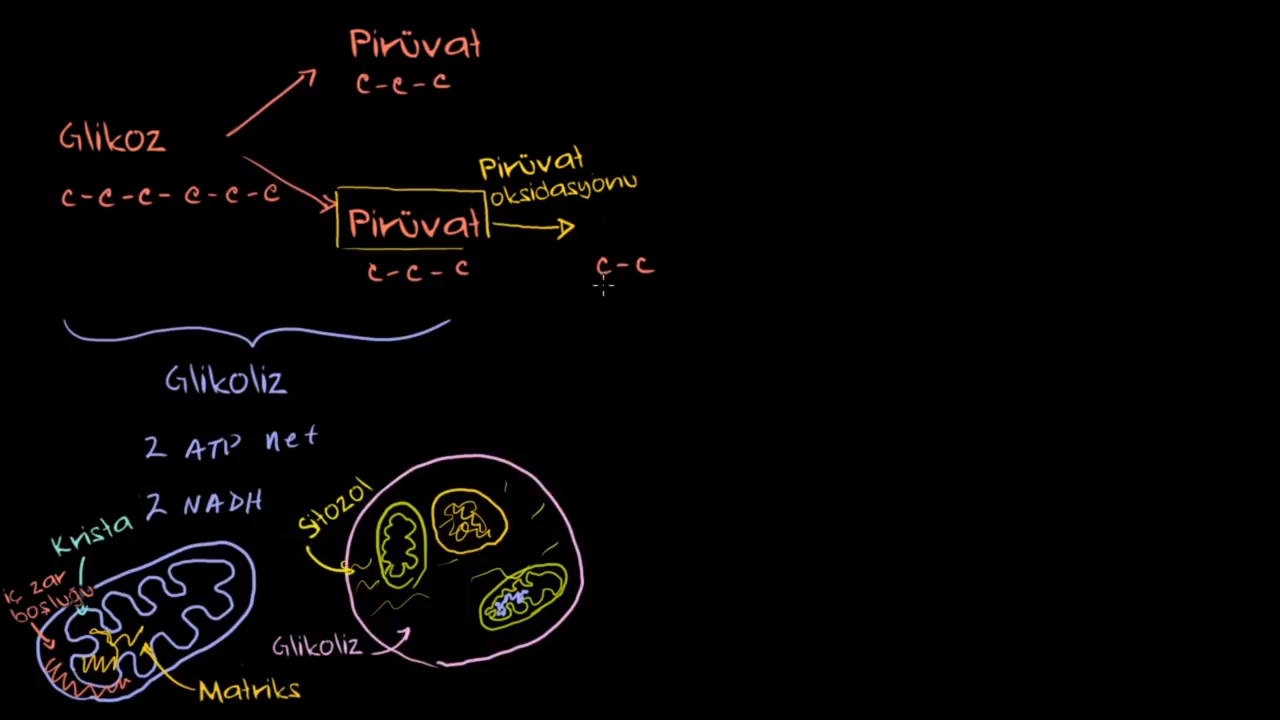 Pirüvat
C-C-C
Glikoz
C-C-C-C-C-C
Pirüvat
oksidasyonu
Pirüvat
C-C-C
C-C
Glikoliz
2 ATP net
2 NADH
Krista
iç zar
boşluğu
Matriks
Sitozol
Glikoliz